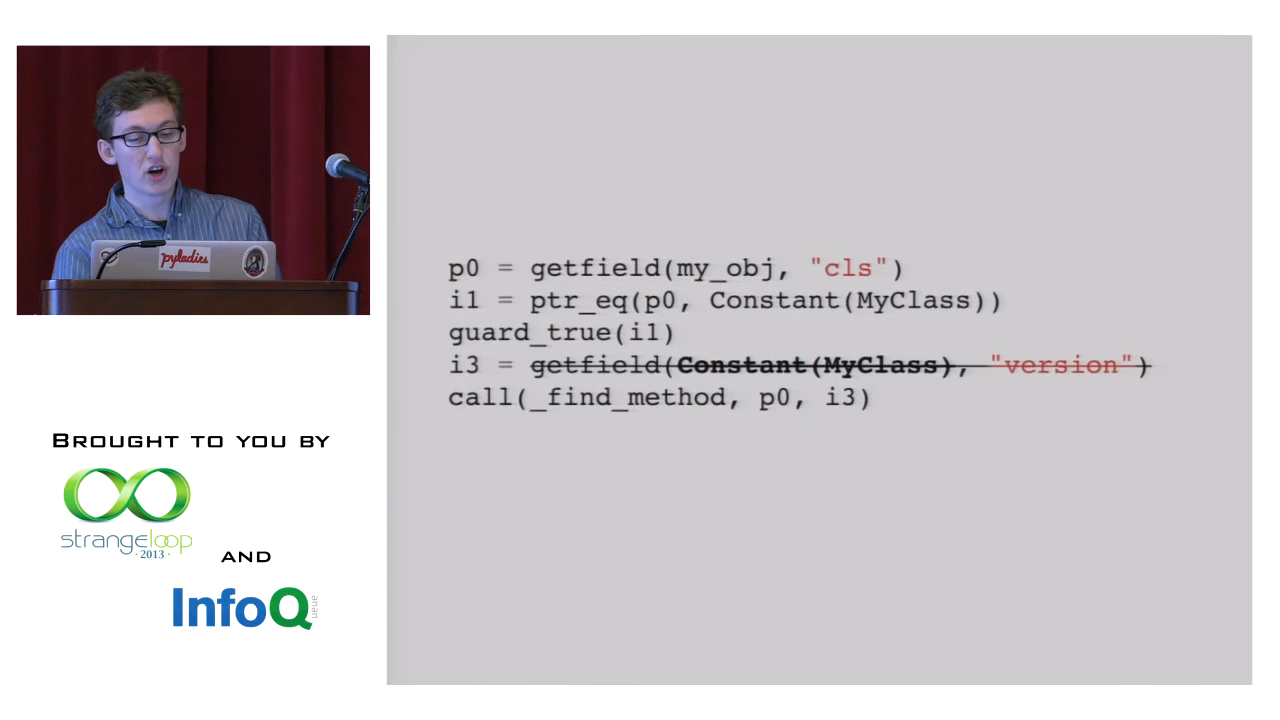 pyladies
p0 = getfield(my_obj, "cls")
i1 = ptr_eq(p0, Constant(MyClass))
guard_true(i1)
i3 = getfield(Constant(MyClass), "version")
call(_find_method, p0, i3)
BROUGHT TO YOU BY
strangeloop
·2013·
AND
InfoQ